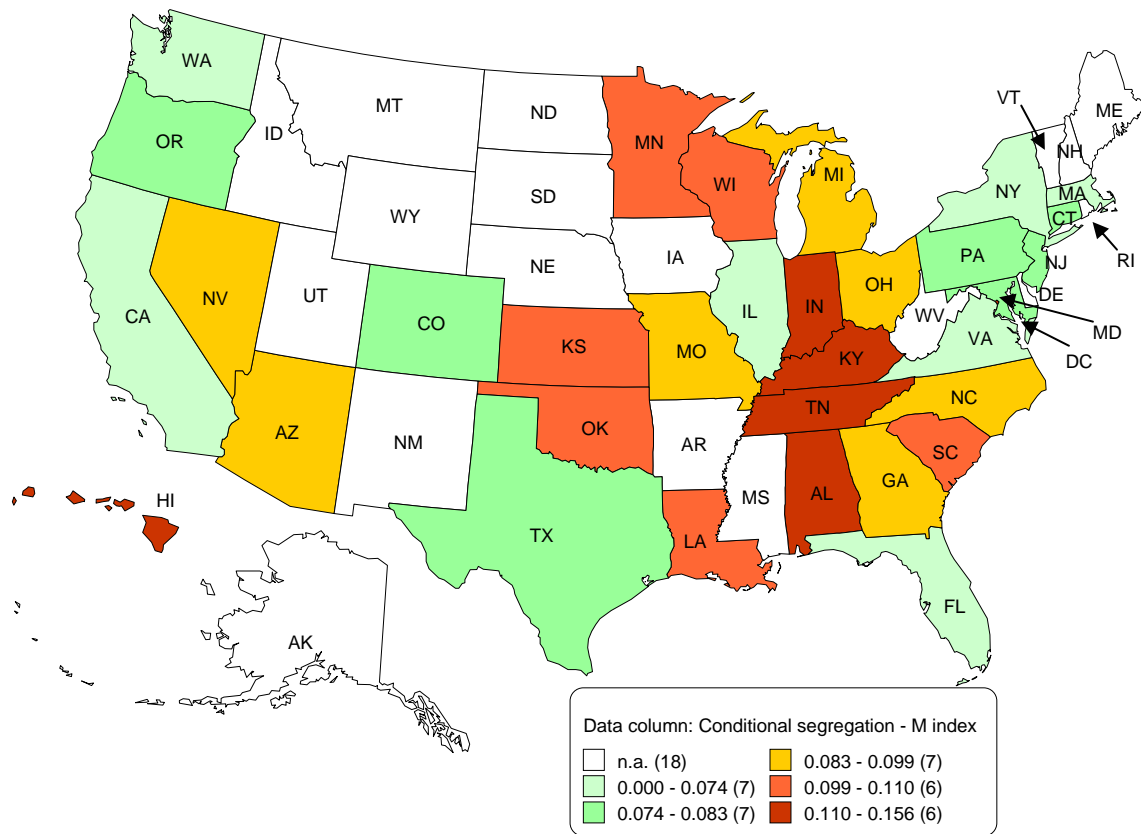 WA
MT
ND
MN
VT
ME
OR
ID
NH
WI
MI
NY
MA
SD
WY
CT
RI
IA
PA
NJ
NE
OH
DE
NV
UT
IL
IN
WV
MD
CA
CO
VA
DC
KS
MO
KY
NC
TN
AZ
OK
NM
AR
SC
GA
HI
MS
AL
TX
LA
FL
AK
Data column: Conditional segregation - M index
n.a. (18)
0.000 - 0.074 (7)
0.074 - 0.083 (7)
0.083 - 0.099 (7)
0.099 - 0.110 (6)
0.110 - 0.156 (6)